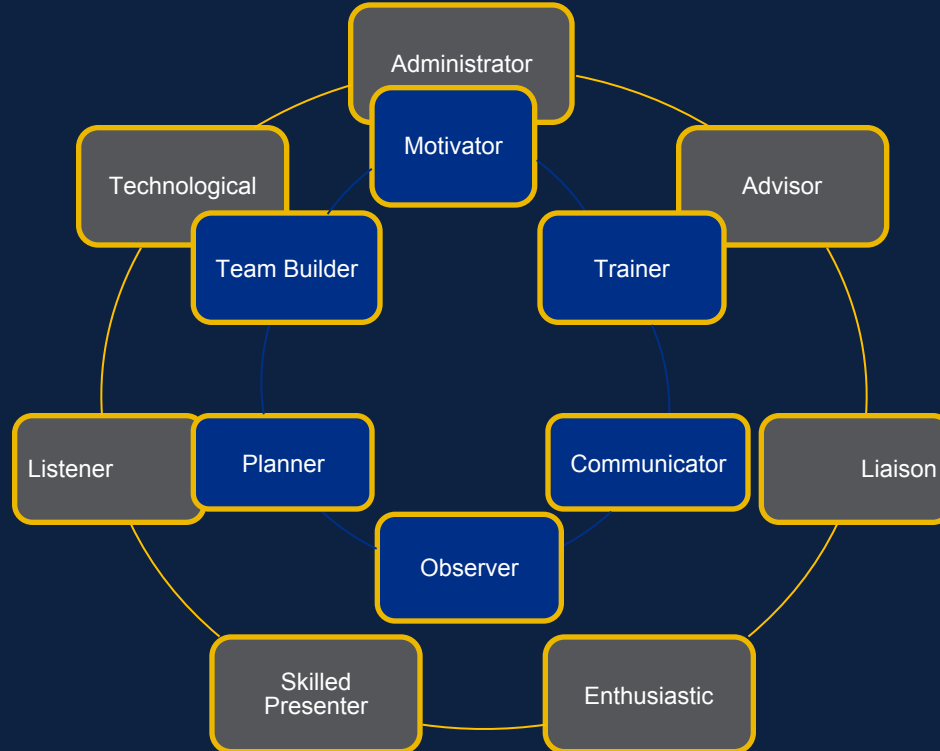 Administrator
Motivator
Technological
Advisor
Team Builder
Trainer
Listener
Planner
Communicator
Liaison
Observer
Skilled
Presenter
Enthusiastic